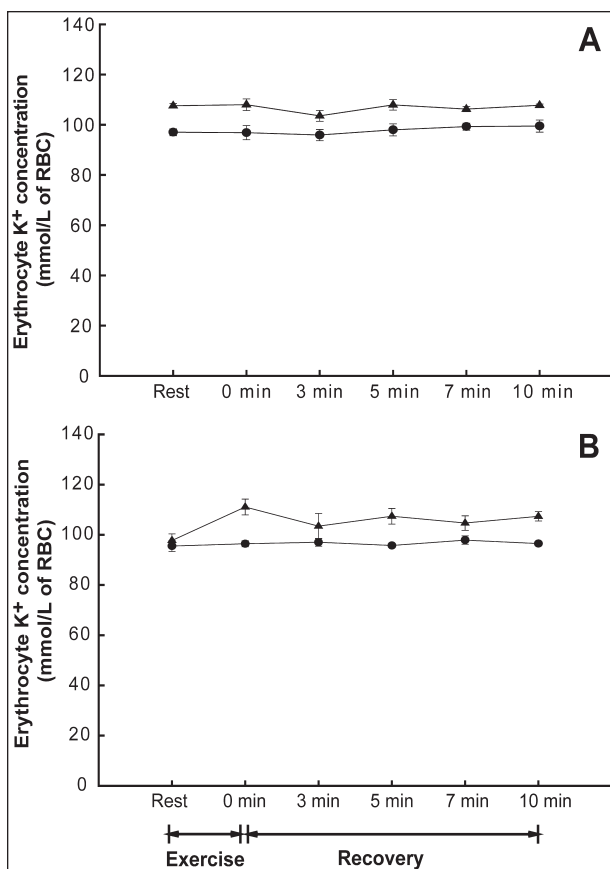 A
Erythrocyte K+ concentration
(mmol/L of RBC)
140
120
100
80
60
40
20
0
Rest 0 min 3 min 5 min 7 min 10 min
B
Erythrocyte K+ concentration
(mmol/L of RBC)
140
120
100
80
60
40
20
0
Rest 0 min 3 min 5 min 7 min 10 min
Exercise Recovery